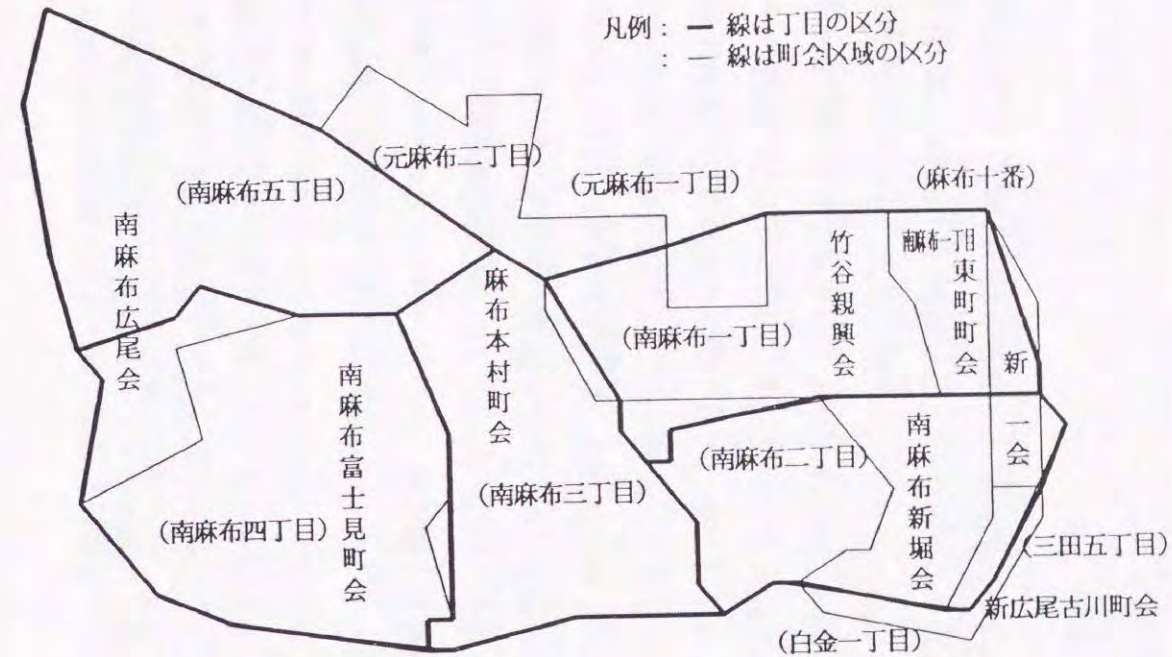 凡例： ― 線は丁目の区分
： ― 線は町会区域の区分
(元麻布二丁目)
(南麻布五丁目)
(元麻布一丁目)
(麻布十番)
南麻布広尾会
麻布本村町会
竹谷親興会
南麻布一丁目
東町町会
新一会
(南麻布一丁目)
南麻布富士見町会
南麻布新堀会
(南麻布二丁目)
(南麻布三丁目)
(南麻布四丁目)
(三田五丁目)
新広尾古川町会
(白金一丁目)